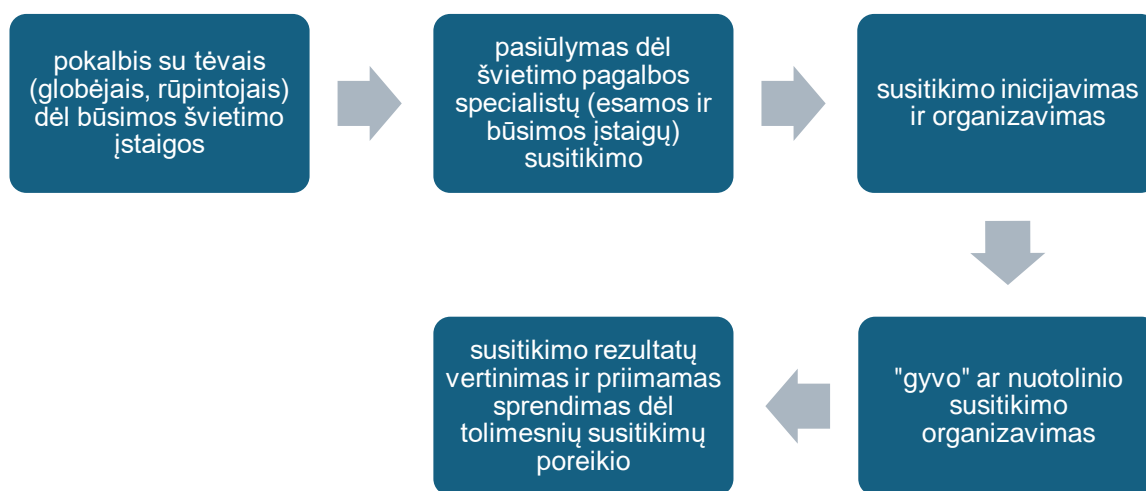 pokalbis su tėvais
(globėjais, rūpintojais)
dėl būsimos švietimo
įstaigos
pasiūlymas dėl
švietimo pagalbos
specialistų (esamos ir
būsimos įstaigų)
susitikimo
susitikimo inicijavimas
ir organizavimas
"gyvo" ar nuotolinio
susitikimo
organizavimas
susitikimo rezultatų
vertinimas ir priimamas
sprendimas dėl
tolimesnių susitikimų
poreikio